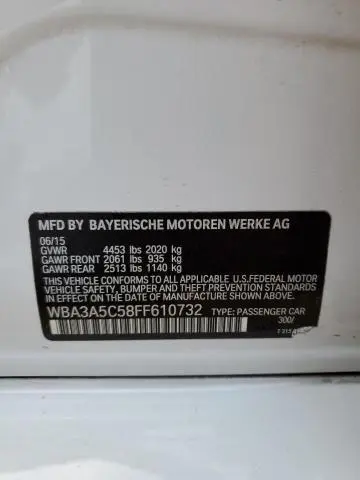 MFD BY BAYERISCHE MOTOREN WERKE AG
06/15
GVWR 4453 lbs 2020 kg
GAWR FRONT 2061 lbs 935 kg
GAWR REAR 2513 lbs 1140 kg
THIS VEHICLE CONFORMS TO ALL APPLICABLE U.S.FEDERAL MOTOR
VEHICLE SAFETY, BUMPER, AND THEFT PREVENTION STANDARDS
IN EFFECT ON THE DATE OF MANUFACTURE SHOWN ABOVE.
WBA3A5C58FF610732 TYPE: PASSENGER CAR
300/